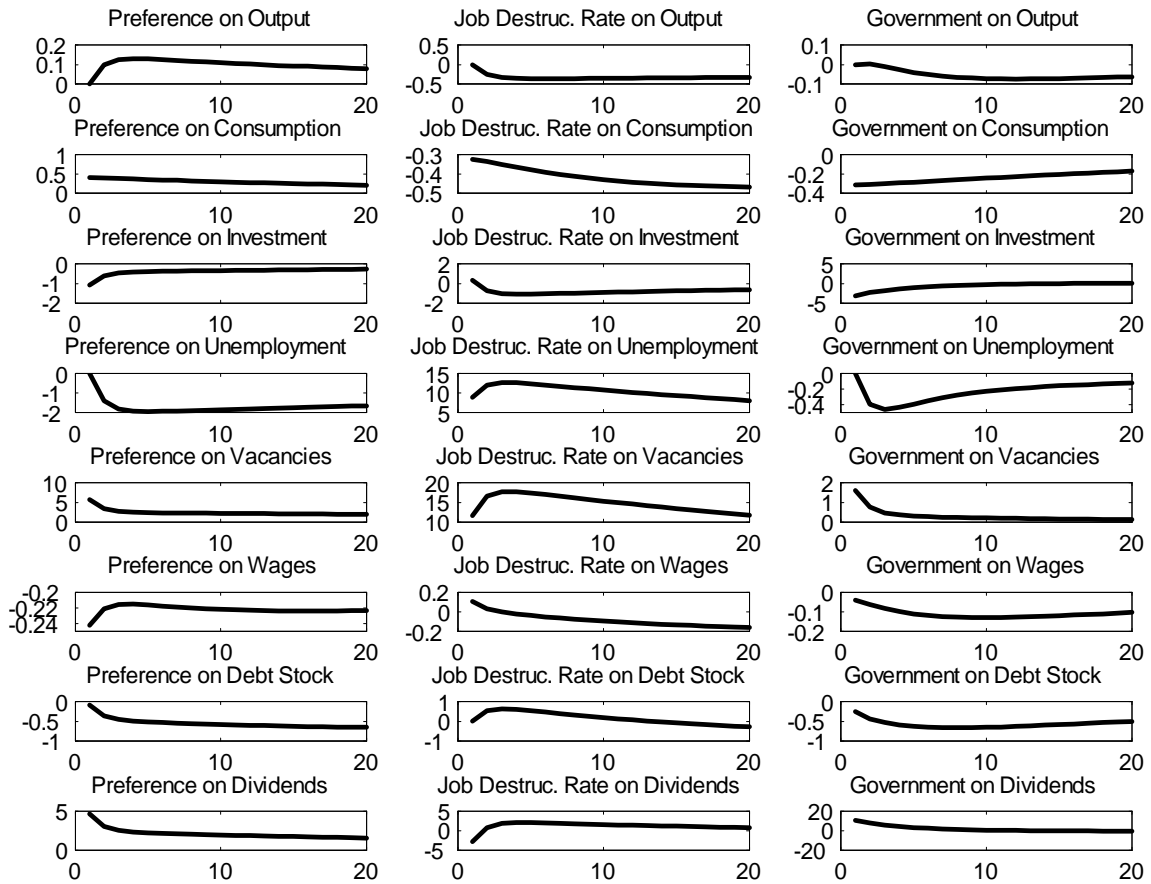 Preference on Output Job Destruc. Rate on Output Government on Output
0.2 0.5 0.1
0.1 0
0 -0.5 -0.1
0 10 20 0 10 20 0 10 20
Preference on Consumption Job Destruc. Rate on Consumption Government on Consumption
1 -0.3 0
0.5 -0.4 -0.2
0 -0.5 -0.4
0 10 20 0 10 20 0 10 20
Preference on Investment Job Destruc. Rate on Investment Government on Investment
0 2 5
-1 0 0
-2 -2 -5
0 10 20 0 10 20 0 10 20
Preference on Unemployment Job Destruc. Rate on Unemployment Government on Unemployment
0 15 0
-1 10 -0.2
-2 5 -0.4
0 10 20 0 10 20 0 10 20
Preference on Vacancies Job Destruc. Rate on Vacancies Government on Vacancies
10 20 2
5 15 1
0 10 0
0 10 20 0 10 20 0 10 20
Preference on Wages Job Destruc. Rate on Wages Government on Wages
-0.2 0.2 0
-0.22 0 -0.1
-0.24 -0.2 -0.2
0 10 20 0 10 20 0 10 20
Preference on Debt Stock Job Destruc. Rate on Debt Stock Government on Debt Stock
0 1 0
-0.5 0 -0.5
-1 -1 -1
0 10 20 0 10 20 0 10 20
Preference on Dividends Job Destruc. Rate on Dividends Government on Dividends
5 5 20
0 0
0 -5 -20
0 10 20 0 10 20 0 10 20